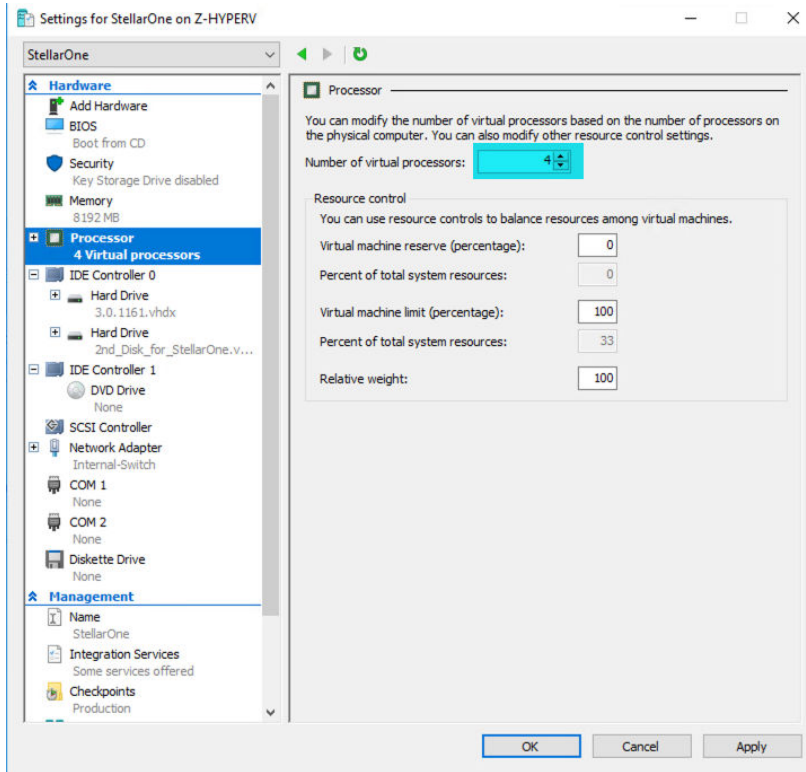 Settings for StellarOne on Z-HYPERV
StellarOne
Hardware
Add Hardware
BIOS
Boot from CD
Security
Key Storage Drive disabled
Memory
8192 MB
Processor
4 Virtual processors
IDE Controller 0
Hard Drive
3.0.1161.vhdx
Hard Drive
2nd_Disk_for_StellarOne.v...
IDE Controller 1
DVD Drive
None
SCSI Controller
Network Adapter
Internal-Switch
COM 1
None
COM 2
None
Diskette Drive
None
Management
Name
StellarOne
Integration Services
Some services offered
Checkpoints
Production
Processor
You can modify the number of virtual processors based on the number of processors on
the physical computer. You can also modify other resource control settings.
Number of virtual processors: 4
Resource control
You can use resource controls to balance resources among virtual machines.
Virtual machine reserve (percentage): 0
Percent of total system resources: 0
Virtual machine limit (percentage): 100
Percent of total system resources: 33
Relative weight: 100
OK Cancel Apply